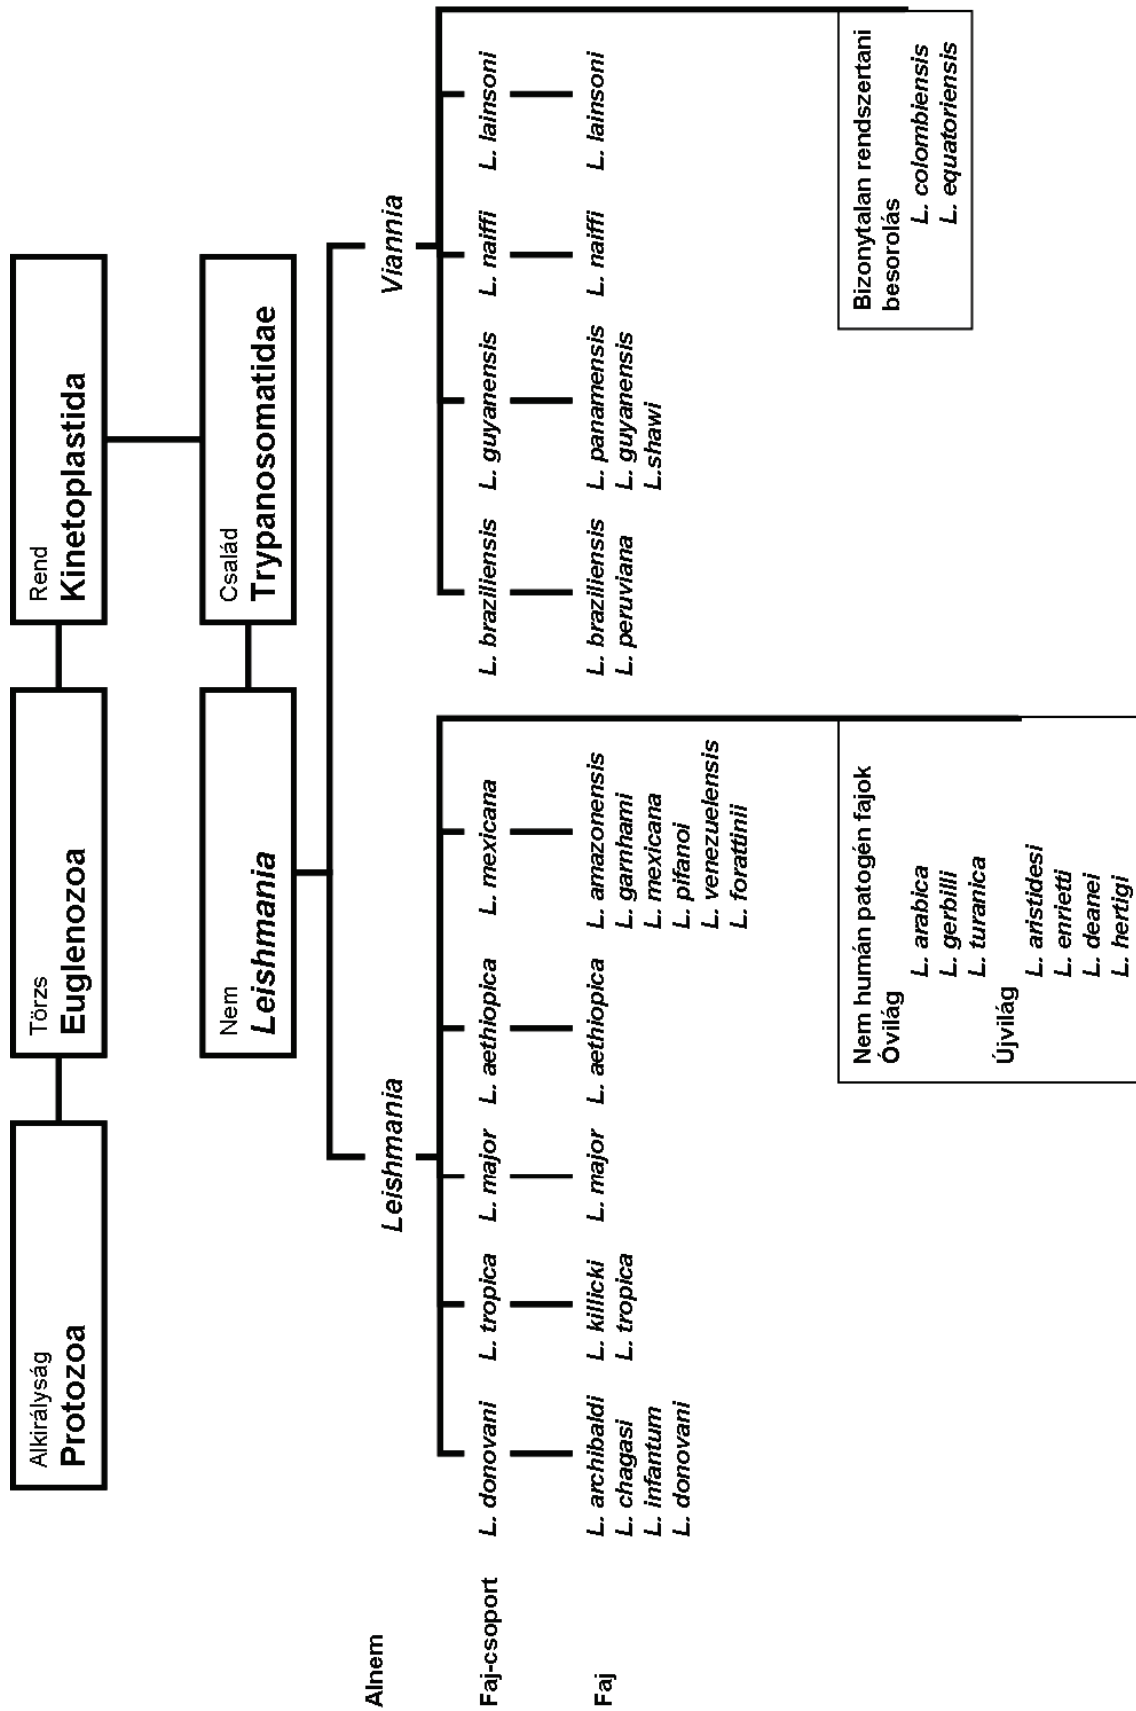 Alkirályság
Protozoa
Törzs
Euglenozoa
Rend
Kinetoplastida
Nem
Leishmania
Család
Trypanosomatidae
Alnem
Leishmania
Viannia
Faj-csoport
L. donovani
L. tropica
L. major
L. aethiopica
L. mexicana
L. braziliensis
L. guyanensis
L. naiffi
L. lainsoni
Faj
L. archibaldi
L. chagasi
L. infantum
L. donovani
L. killicki
L. tropica
L. major
L. aethiopica
L. amazonensis
L. garnhami
L. mexicana
L. pifanoi
L. venezuelensis
L. forattinii
L. braziliensis
L. peruviana
L. panamensis
L. guyanensis
L.shawi
L. naiffi
L. lainsoni
Nem humán patogén fajok
Óvilág
L. arabica
L. gerbilli
L. turanica
Újvilág
L. aristidesi
L. enrietti
L. deanei
L. hertigi
Bizonytalan rendszertani
besorolás
L. colombiensis
L. equatoriensis